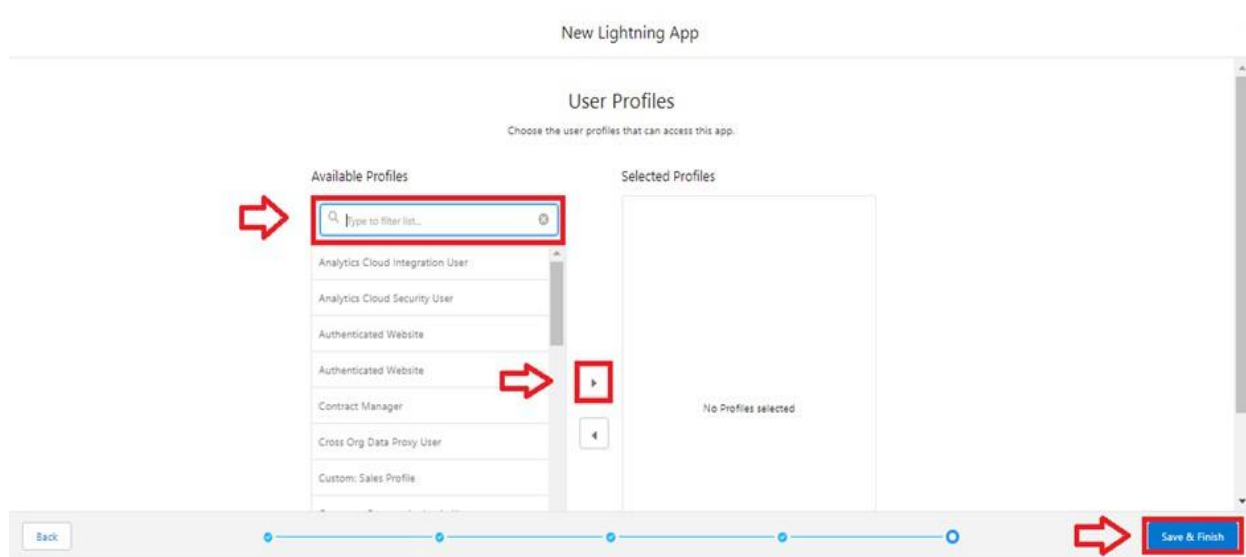 New Lightning App
User Profiles
Choose the user profiles that can access this app.
Available Profiles
Selected Profiles
Type to filter list...
Analytics Cloud Integration User
Analytics Cloud Security User
Authenticated Website
Authenticated Website
Contract Manager
Cross Org Data Proxy User
Custom: Sales Profile
No Profiles selected
Back
Save & Finish